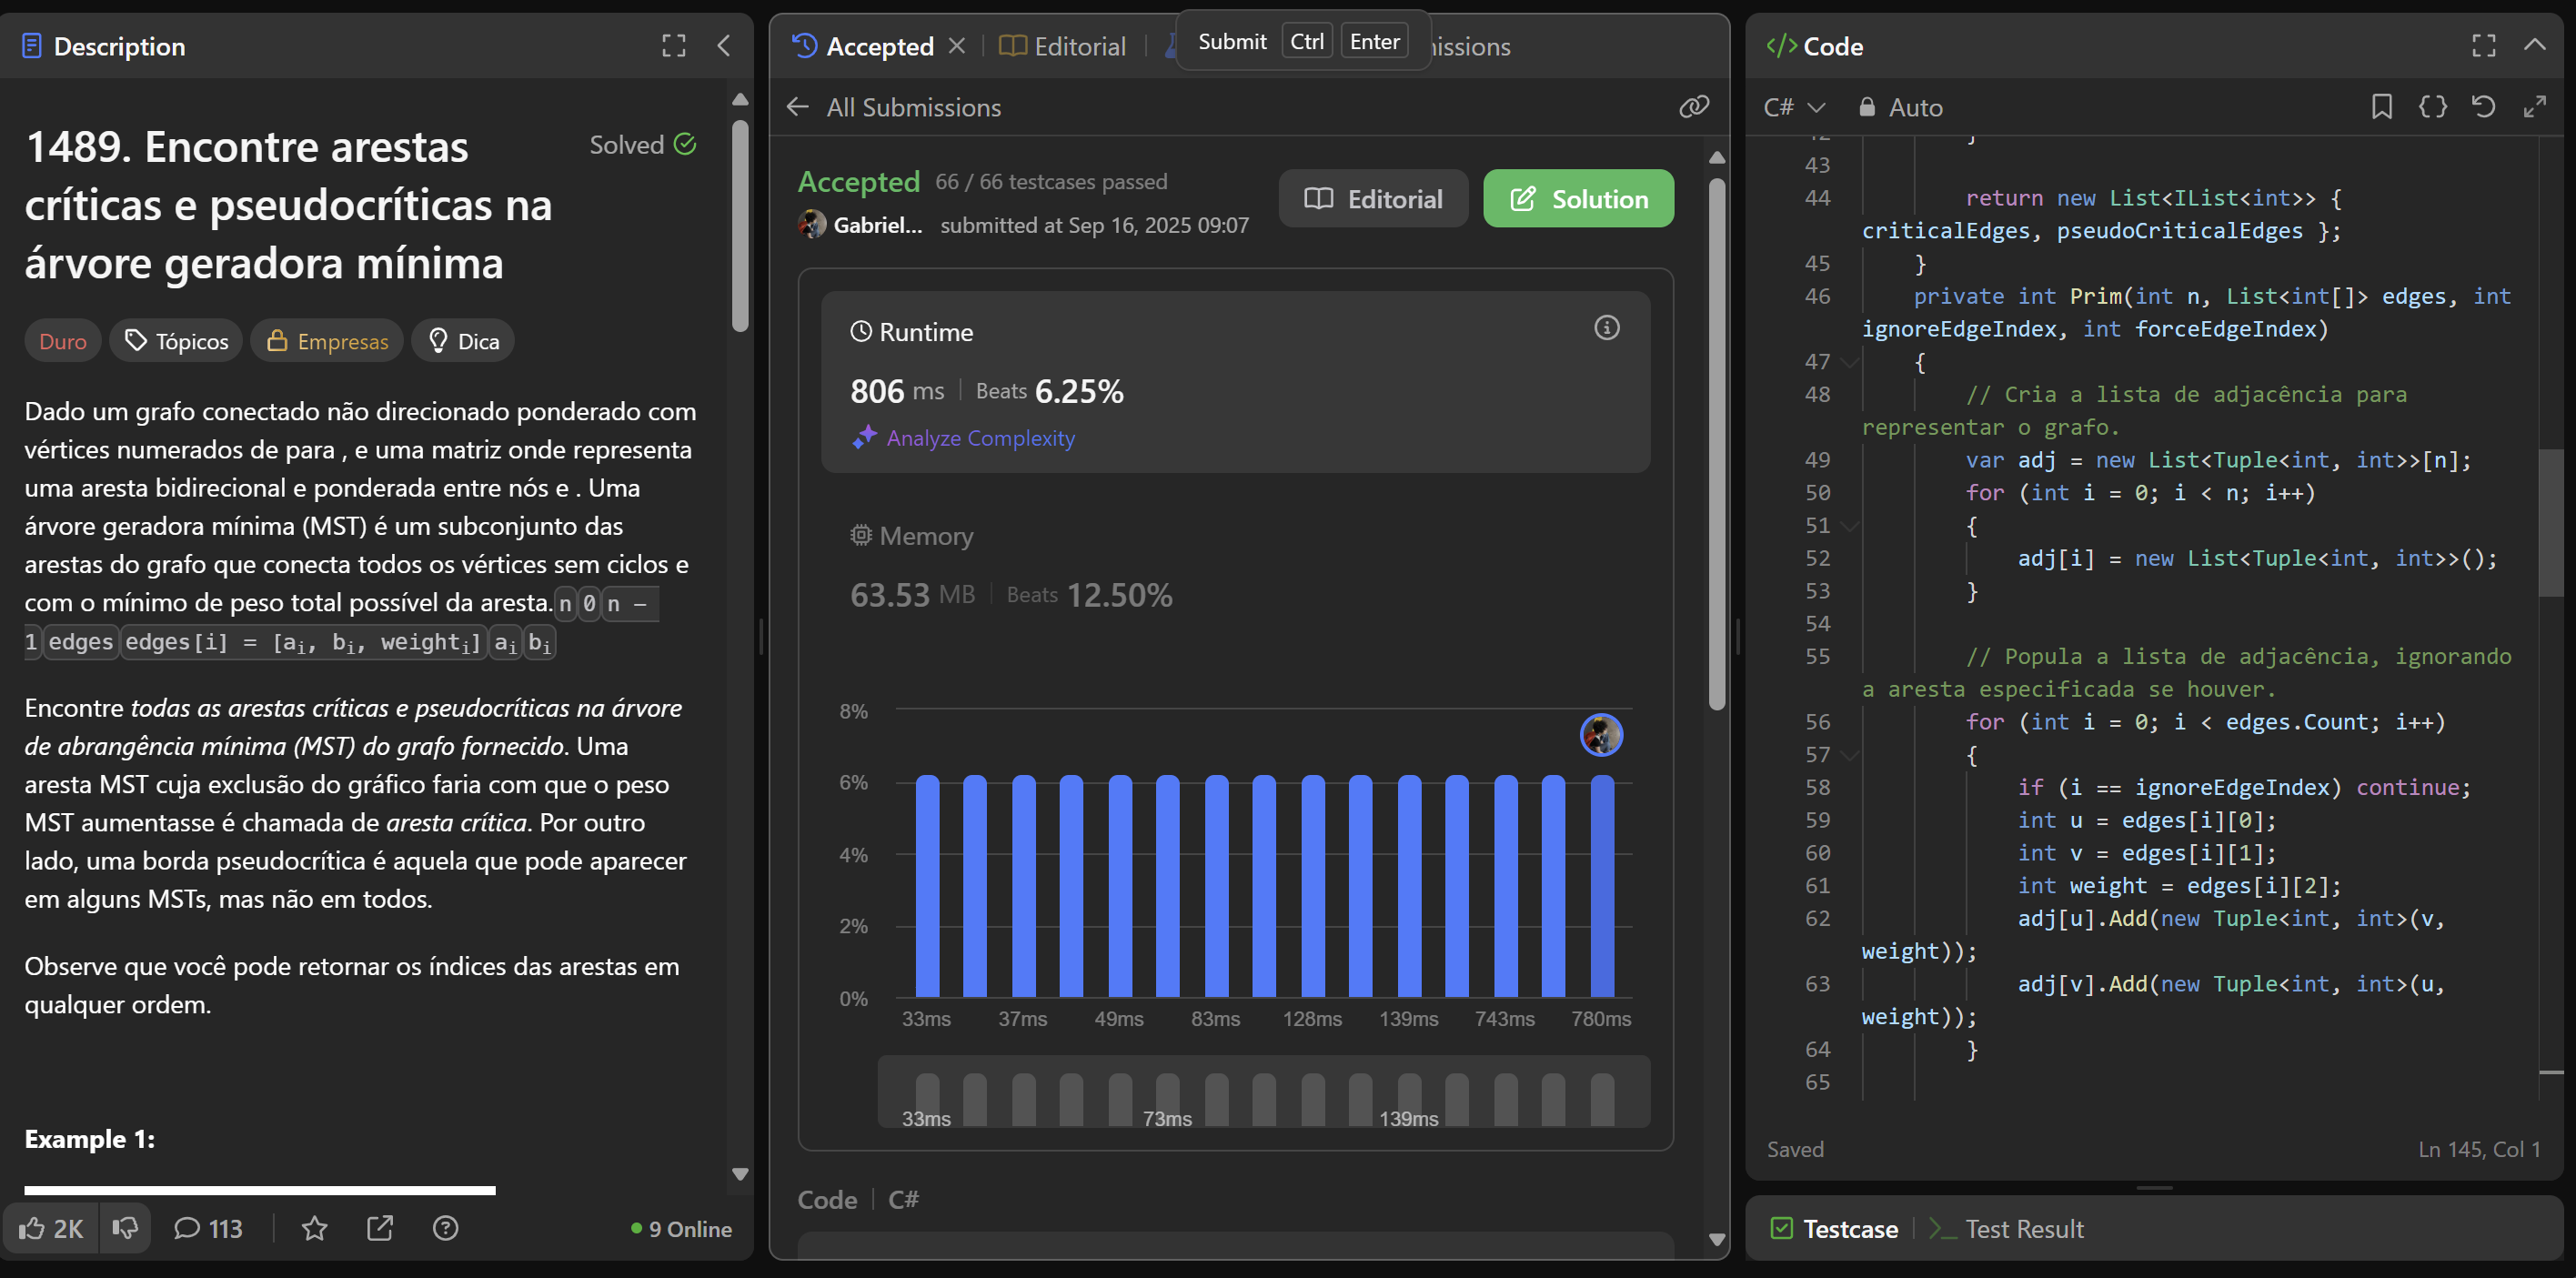 Description
1489. Encontre arestas
críticas e pseudocríticas na
árvore geradora mínima
Solved
Duro
Tópicos
Empresas
Dica
Dado um grafo conectado não direcionado ponderado com
vértices numerados de para , e uma matriz onde representa
uma aresta bidirecional e ponderada entre nós e . Uma
árvore geradora mínima (MST) é um subconjunto das
arestas do grafo que conecta todos os vértices sem ciclos e
com o mínimo de peso total possível da aresta. n 0 n −
1 edges edges[i] = [ai, bi, weighti] ai bi
Encontre todas as arestas críticas e pseudocríticas na árvore
de abrangência mínima (MST) do grafo fornecido. Uma
aresta MST cuja exclusão do gráfico faria com que o peso
MST aumentasse é chamada de aresta crítica. Por outro
lado, uma borda pseudocrítica é aquela que pode aparecer
em alguns MSTs, mas não em todos.
Observe que você pode retornar os índices das arestas em
qualquer ordem.
Example 1:
2K
113
9 Online
Accepted
Editorial
Submit Ctrl Enter
issions
All Submissions
Accepted 66 / 66 testcases passed
Gabriel... submitted at Sep 16, 2025 09:07
Editorial
Solution
Runtime
806 ms Beats 6.25%
Analyze Complexity
Memory
63.53 MB Beats 12.50%
8%
6%
4%
2%
0%
33ms 37ms 49ms 83ms 128ms 139ms 743ms 780ms
33ms 73ms 139ms
Code C#
Code
C# Auto
42 }
43
44 return new List<IList<int>> {
criticalEdges, pseudoCriticalEdges };
45 }
46 private int Prim(int n, List<int[]> edges, int
ignoreEdgeIndex, int forceEdgeIndex)
47 {
48 // Cria a lista de adjacência para
representar o grafo.
49 var adj = new List<Tuple<int, int>>[n];
50 for (int i = 0; i < n; i++)
51 {
52 adj[i] = new List<Tuple<int, int>>();
53 }
54
55 // Popula a lista de adjacência, ignorando
a aresta especificada se houver.
56 for (int i = 0; i < edges.Count; i++)
57 {
58 if (i == ignoreEdgeIndex) continue;
59 int u = edges[i][0];
60 int v = edges[i][1];
61 int weight = edges[i][2];
62 adj[u].Add(new Tuple<int, int>(v,
weight));
63 adj[v].Add(new Tuple<int, int>(u,
weight));
64 }
65
Saved
Ln 145, Col 1
Testcase
Test Result